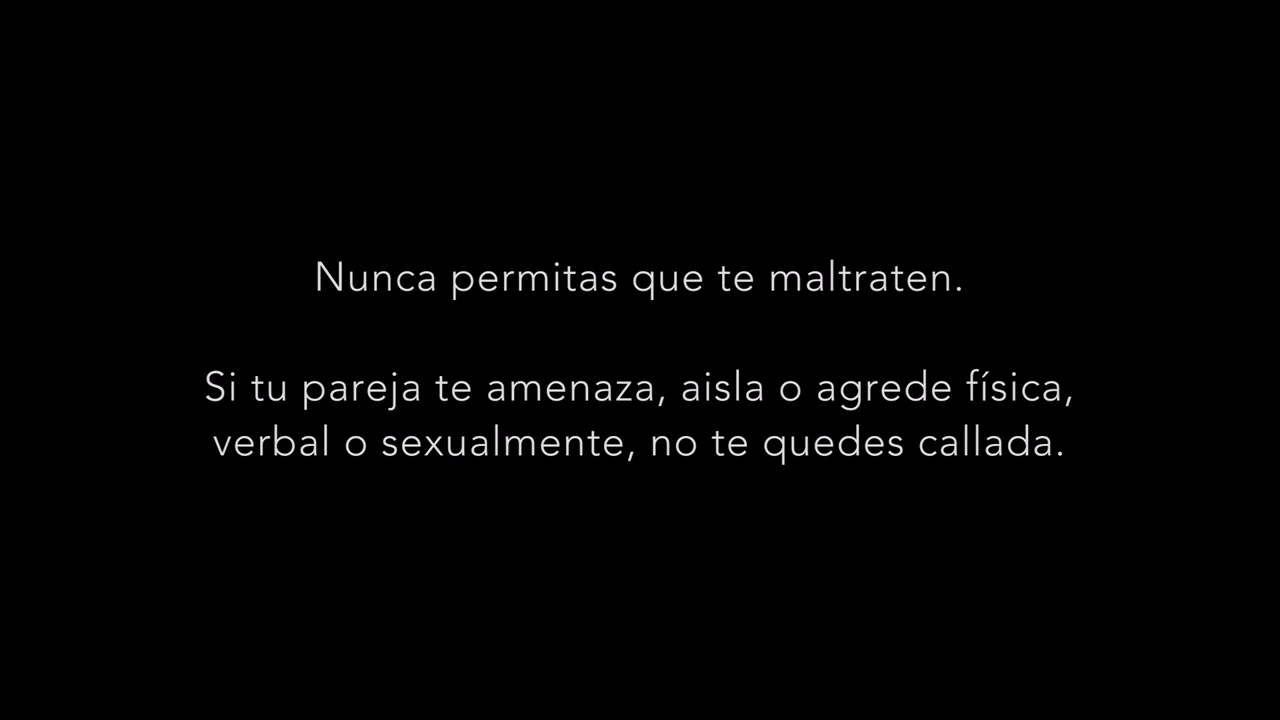 Nunca permitas que te maltraten.
Si tu pareja te amenaza, aisla o agrede física,
verbal o sexualmente, no te quedes callada.